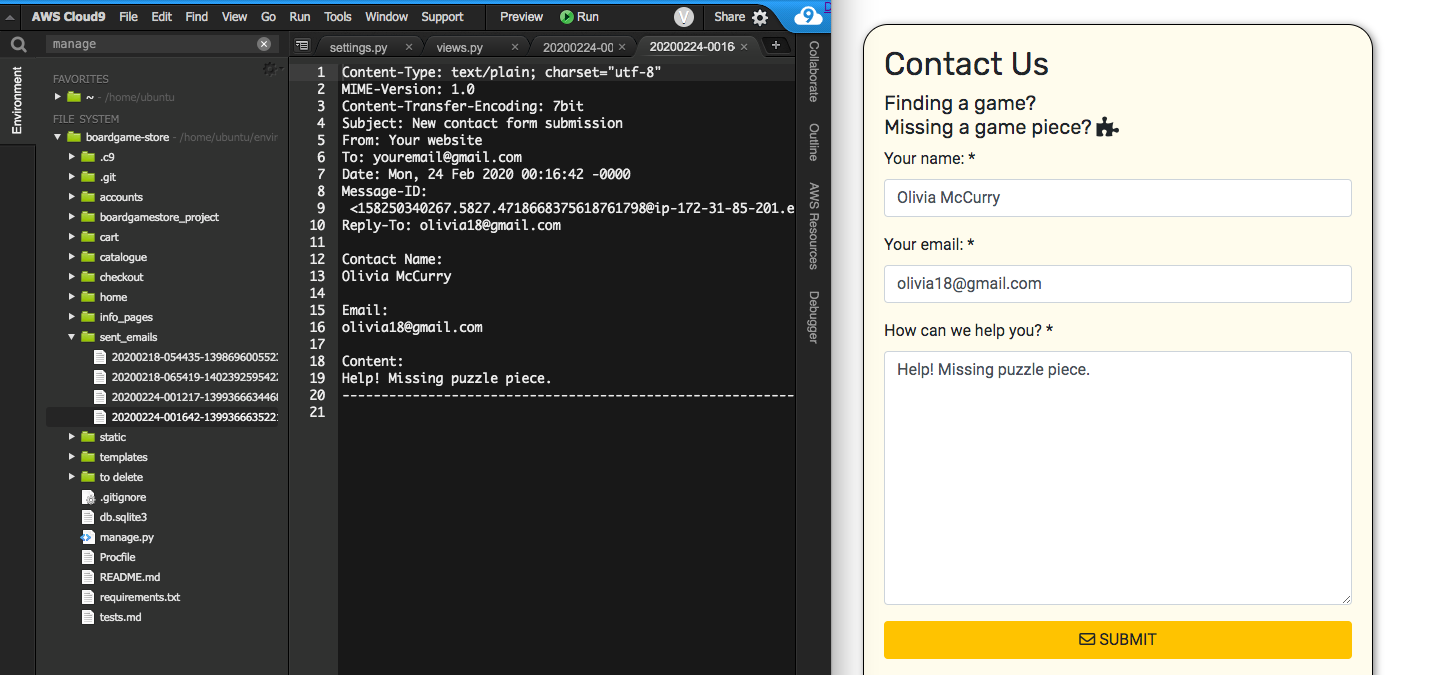 AWS Cloud9 File Edit Find View Go Run Tools Window Support Preview Run V Share 9
manage
settings.py views.py 20200224-00 20200224-0016
Environment
FAVORITES
~ - /home/ubuntu
FILE SYSTEM
boardgame-store - /home/ubuntu/envir
.c9
.git
accounts
boardgamestore_project
cart
catalogue
checkout
home
info_pages
sent_emails
20200218-054435-139869600552
20200218-065419-140239259542
20200224-001217-139936663446
20200224-001642-139936663522
static
templates
to delete
.gitignore
db.sqlite3
manage.py
Procfile
README.md
requirements.txt
tests.md
1 Content-Type: text/plain; charset="utf-8"
2 MIME-Version: 1.0
3 Content-Transfer-Encoding: 7bit
4 Subject: New contact form submission
5 From: Your website
6 To: youremail@gmail.com
7 Date: Mon, 24 Feb 2020 00:16:42 -0000
8 Message-ID:
9 <158250340267.5827.4718668375618761798@ip-172-31-85-201.e
10 Reply-To: olivia18@gmail.com
11
12 Contact Name:
13 Olivia McCurry
14
15 Email:
16 olivia18@gmail.com
17
18 Content:
19 Help! Missing puzzle piece.
20 ----------------------------------------------------------
21
Collaborate
Outline
AWS Resources
Debugger
Contact Us
Finding a game?
Missing a game piece?
Your name: *
Olivia McCurry
Your email: *
olivia18@gmail.com
How can we help you? *
Help! Missing puzzle piece.
SUBMIT